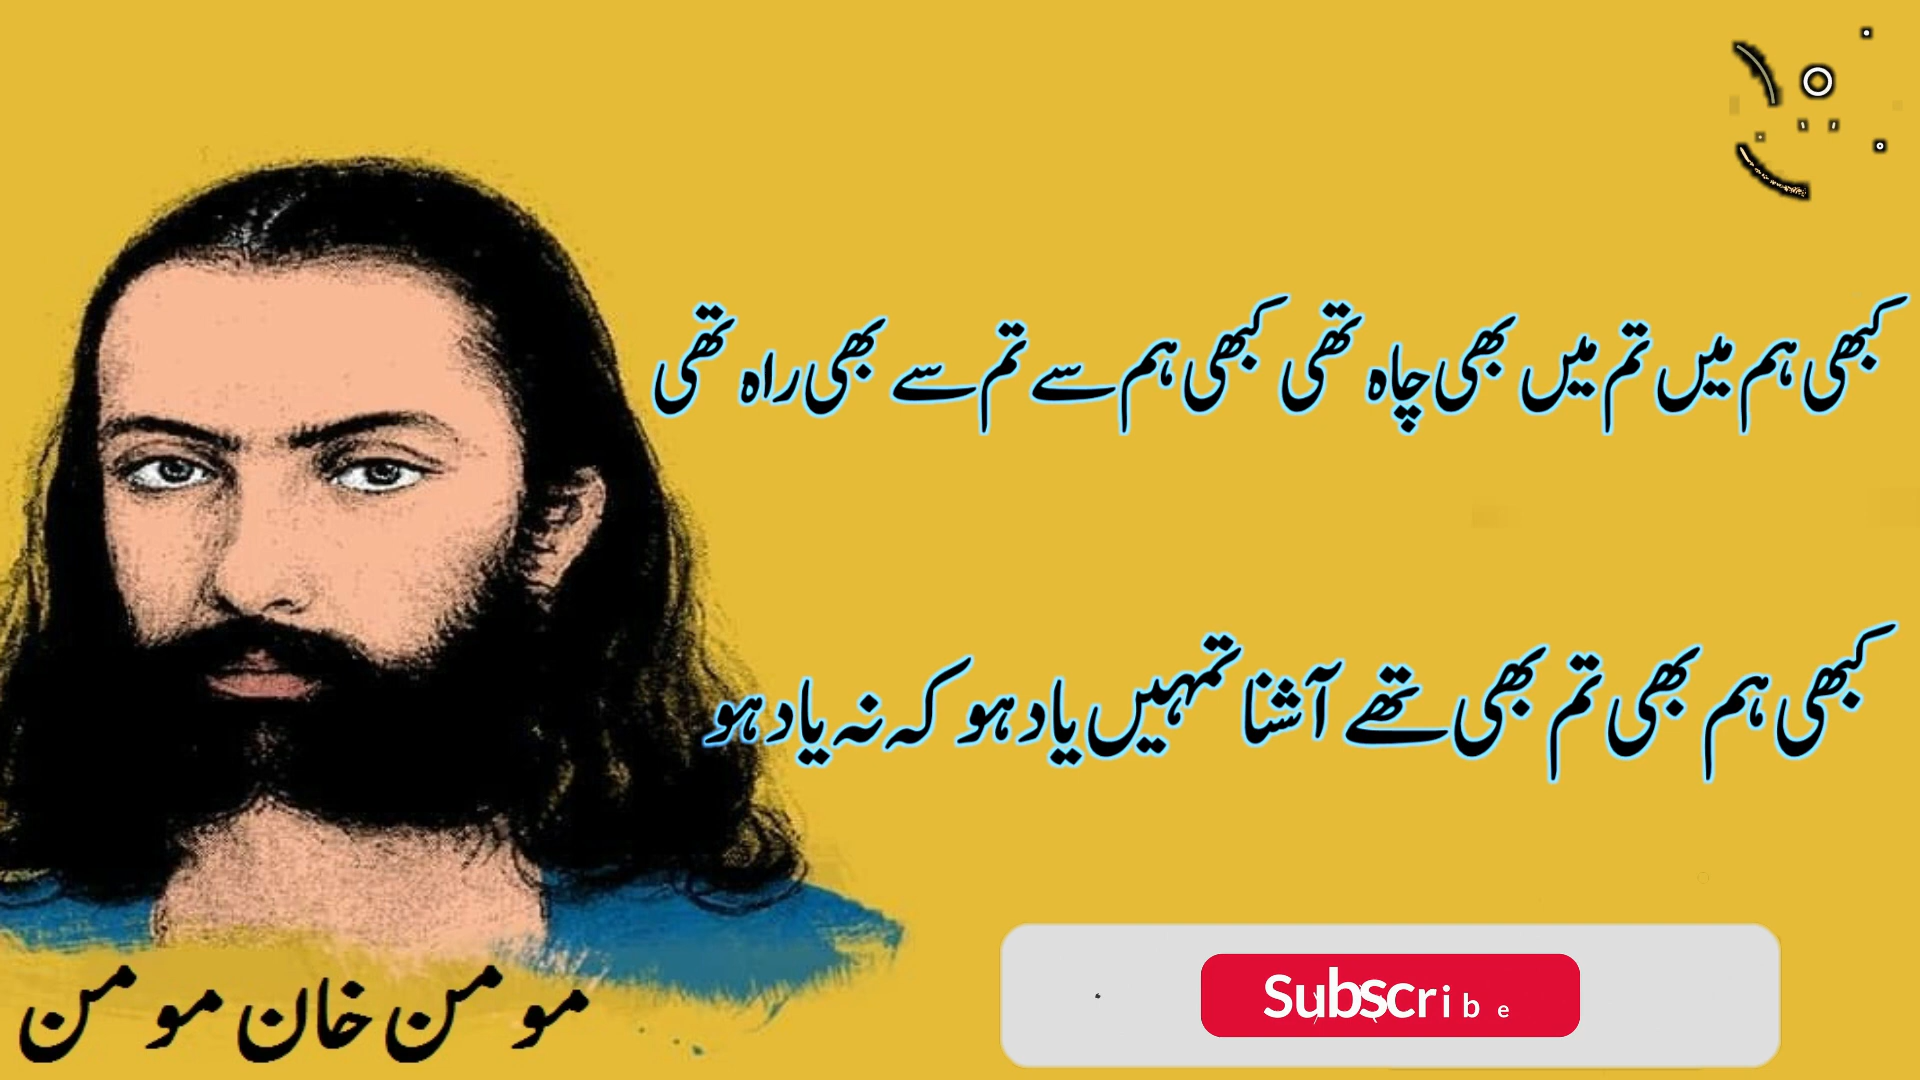 کبھی ہم میں تم میں بھی چاہ تھی کبھی ہم سے تم سے بھی راہ تھی
کبھی ہم بھی تم بھی تھے آشنا تمہیں یاد ہو کہ نہ یاد ہو
مومن خان مومن
Subscribe